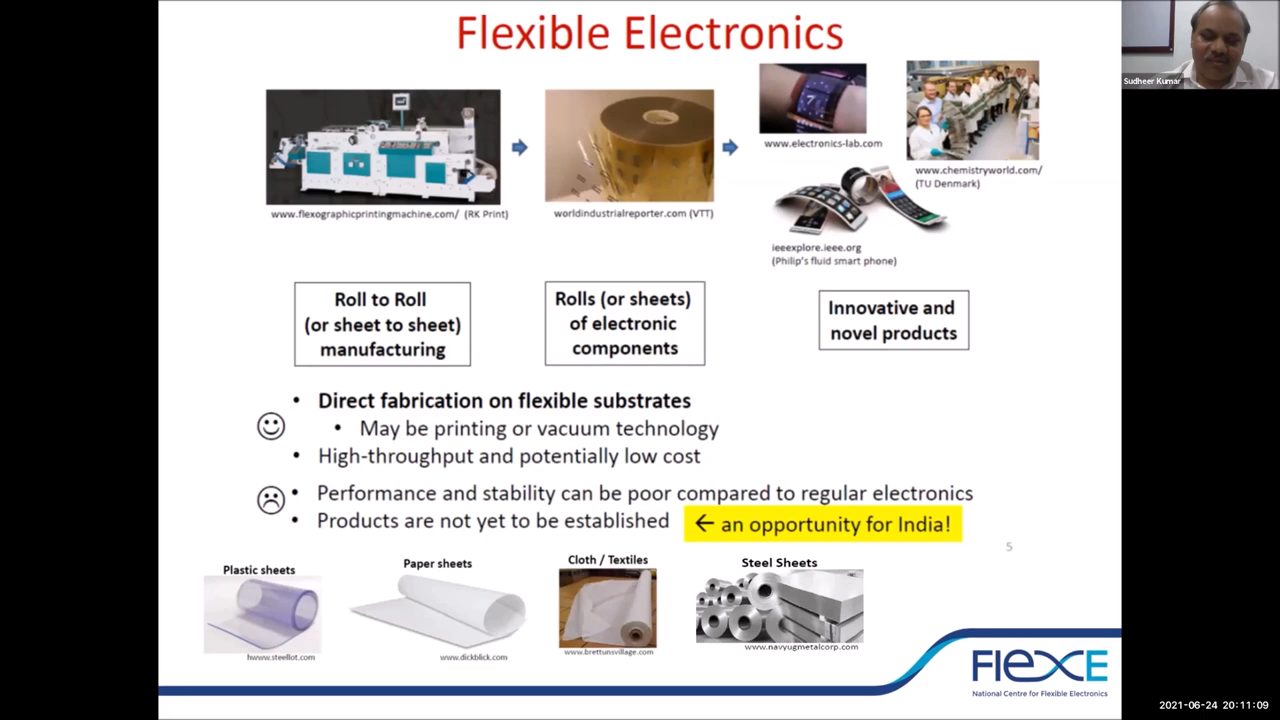 Flexible Electronics
Sudheer Kumar
www.electronics-lab.com
www.chemistryworld.com/
(TU Denmark)
www.flexographicprintingmachine.com/ (RK Print)
worldindustrialreporter.com (VTT)
ieeexplore.ieee.org
(Philip's fluid smart phone)
Roll to Roll
(or sheet to sheet)
manufacturing
Rolls (or sheets)
of electronic
components
Innovative and
novel products
• Direct fabrication on flexible substrates
• May be printing or vacuum technology
• High-throughput and potentially low cost
• Performance and stability can be poor compared to regular electronics
• Products are not yet to be established
← an opportunity for India!
5
Plastic sheets
Paper sheets
Cloth / Textiles
Steel Sheets
hwww.steellot.com
www.dickblick.com
www.brettunsvillage.com
www.navyugmetalcorp.com
FlexE
National Centre for Flexible Electronics
2021-06-24 20:11:09